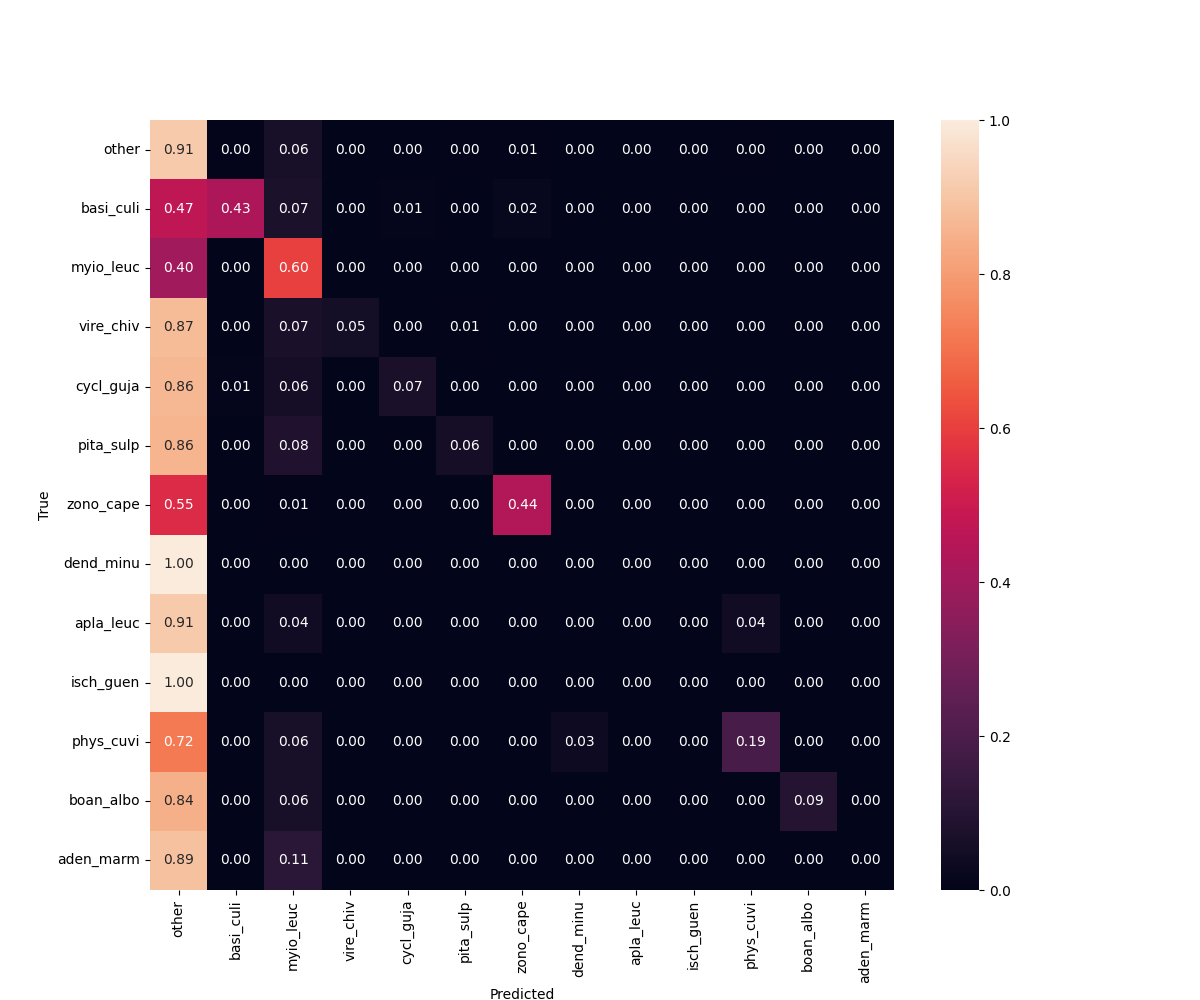 other 0.91 0.00 0.06 0.00 0.00 0.00 0.01 0.00 0.00 0.00 0.00 0.00 0.00
basi_culi 0.47 0.43 0.07 0.00 0.01 0.00 0.02 0.00 0.00 0.00 0.00 0.00 0.00
myio_leuc 0.40 0.00 0.60 0.00 0.00 0.00 0.00 0.00 0.00 0.00 0.00 0.00 0.00
vire_chiv 0.87 0.00 0.07 0.05 0.00 0.01 0.00 0.00 0.00 0.00 0.00 0.00 0.00
cycl_guja 0.86 0.01 0.06 0.00 0.07 0.00 0.00 0.00 0.00 0.00 0.00 0.00 0.00
pita_sulp 0.86 0.00 0.08 0.00 0.00 0.06 0.00 0.00 0.00 0.00 0.00 0.00 0.00
zono_cape 0.55 0.00 0.01 0.00 0.00 0.00 0.44 0.00 0.00 0.00 0.00 0.00 0.00
dend_minu 1.00 0.00 0.00 0.00 0.00 0.00 0.00 0.00 0.00 0.00 0.00 0.00 0.00
apla_leuc 0.91 0.00 0.04 0.00 0.00 0.00 0.00 0.00 0.00 0.00 0.04 0.00 0.00
isch_guen 1.00 0.00 0.00 0.00 0.00 0.00 0.00 0.00 0.00 0.00 0.00 0.00 0.00
phys_cuvi 0.72 0.00 0.06 0.00 0.00 0.00 0.00 0.03 0.00 0.00 0.19 0.00 0.00
boan_albo 0.84 0.00 0.06 0.00 0.00 0.00 0.00 0.00 0.00 0.00 0.00 0.09 0.00
aden_marm 0.89 0.00 0.11 0.00 0.00 0.00 0.00 0.00 0.00 0.00 0.00 0.00 0.00
True
other basi_culi myio_leuc vire_chiv cycl_guja pita_sulp zono_cape dend_minu apla_leuc isch_guen phys_cuvi boan_albo aden_marm
Predicted
1.0
0.8
0.6
0.4
0.2
0.0